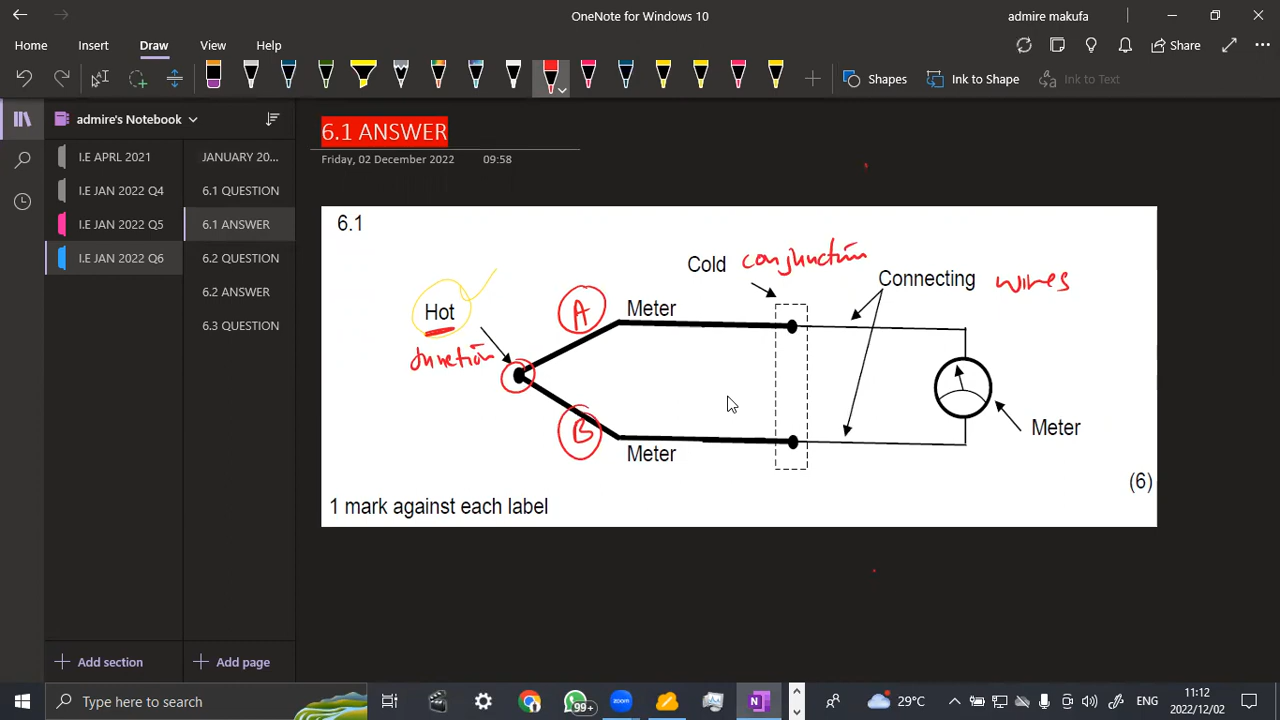 OneNote for Windows 10
admire makufa
Home
Insert
Draw
View
Help
Share
Shapes
Ink to Shape
Ink to Text
admire's Notebook
I.E APRL 2021
I.E JAN 2022 Q4
I.E JAN 2022 Q5
I.E JAN 2022 Q6
JANUARY 20...
6.1 QUESTION
6.1 ANSWER
6.2 QUESTION
6.2 ANSWER
6.3 QUESTION
Add section
Add page
6.1 ANSWER
Friday, 02 December 2022 09:58
6.1
Cold conjunction
Connecting wires
Hot
Junction
A
Meter
B
Meter
Meter
(6)
1 mark against each label
Type here to search
99+
zoom
N
29°C
ENG
11:12
2022/12/02